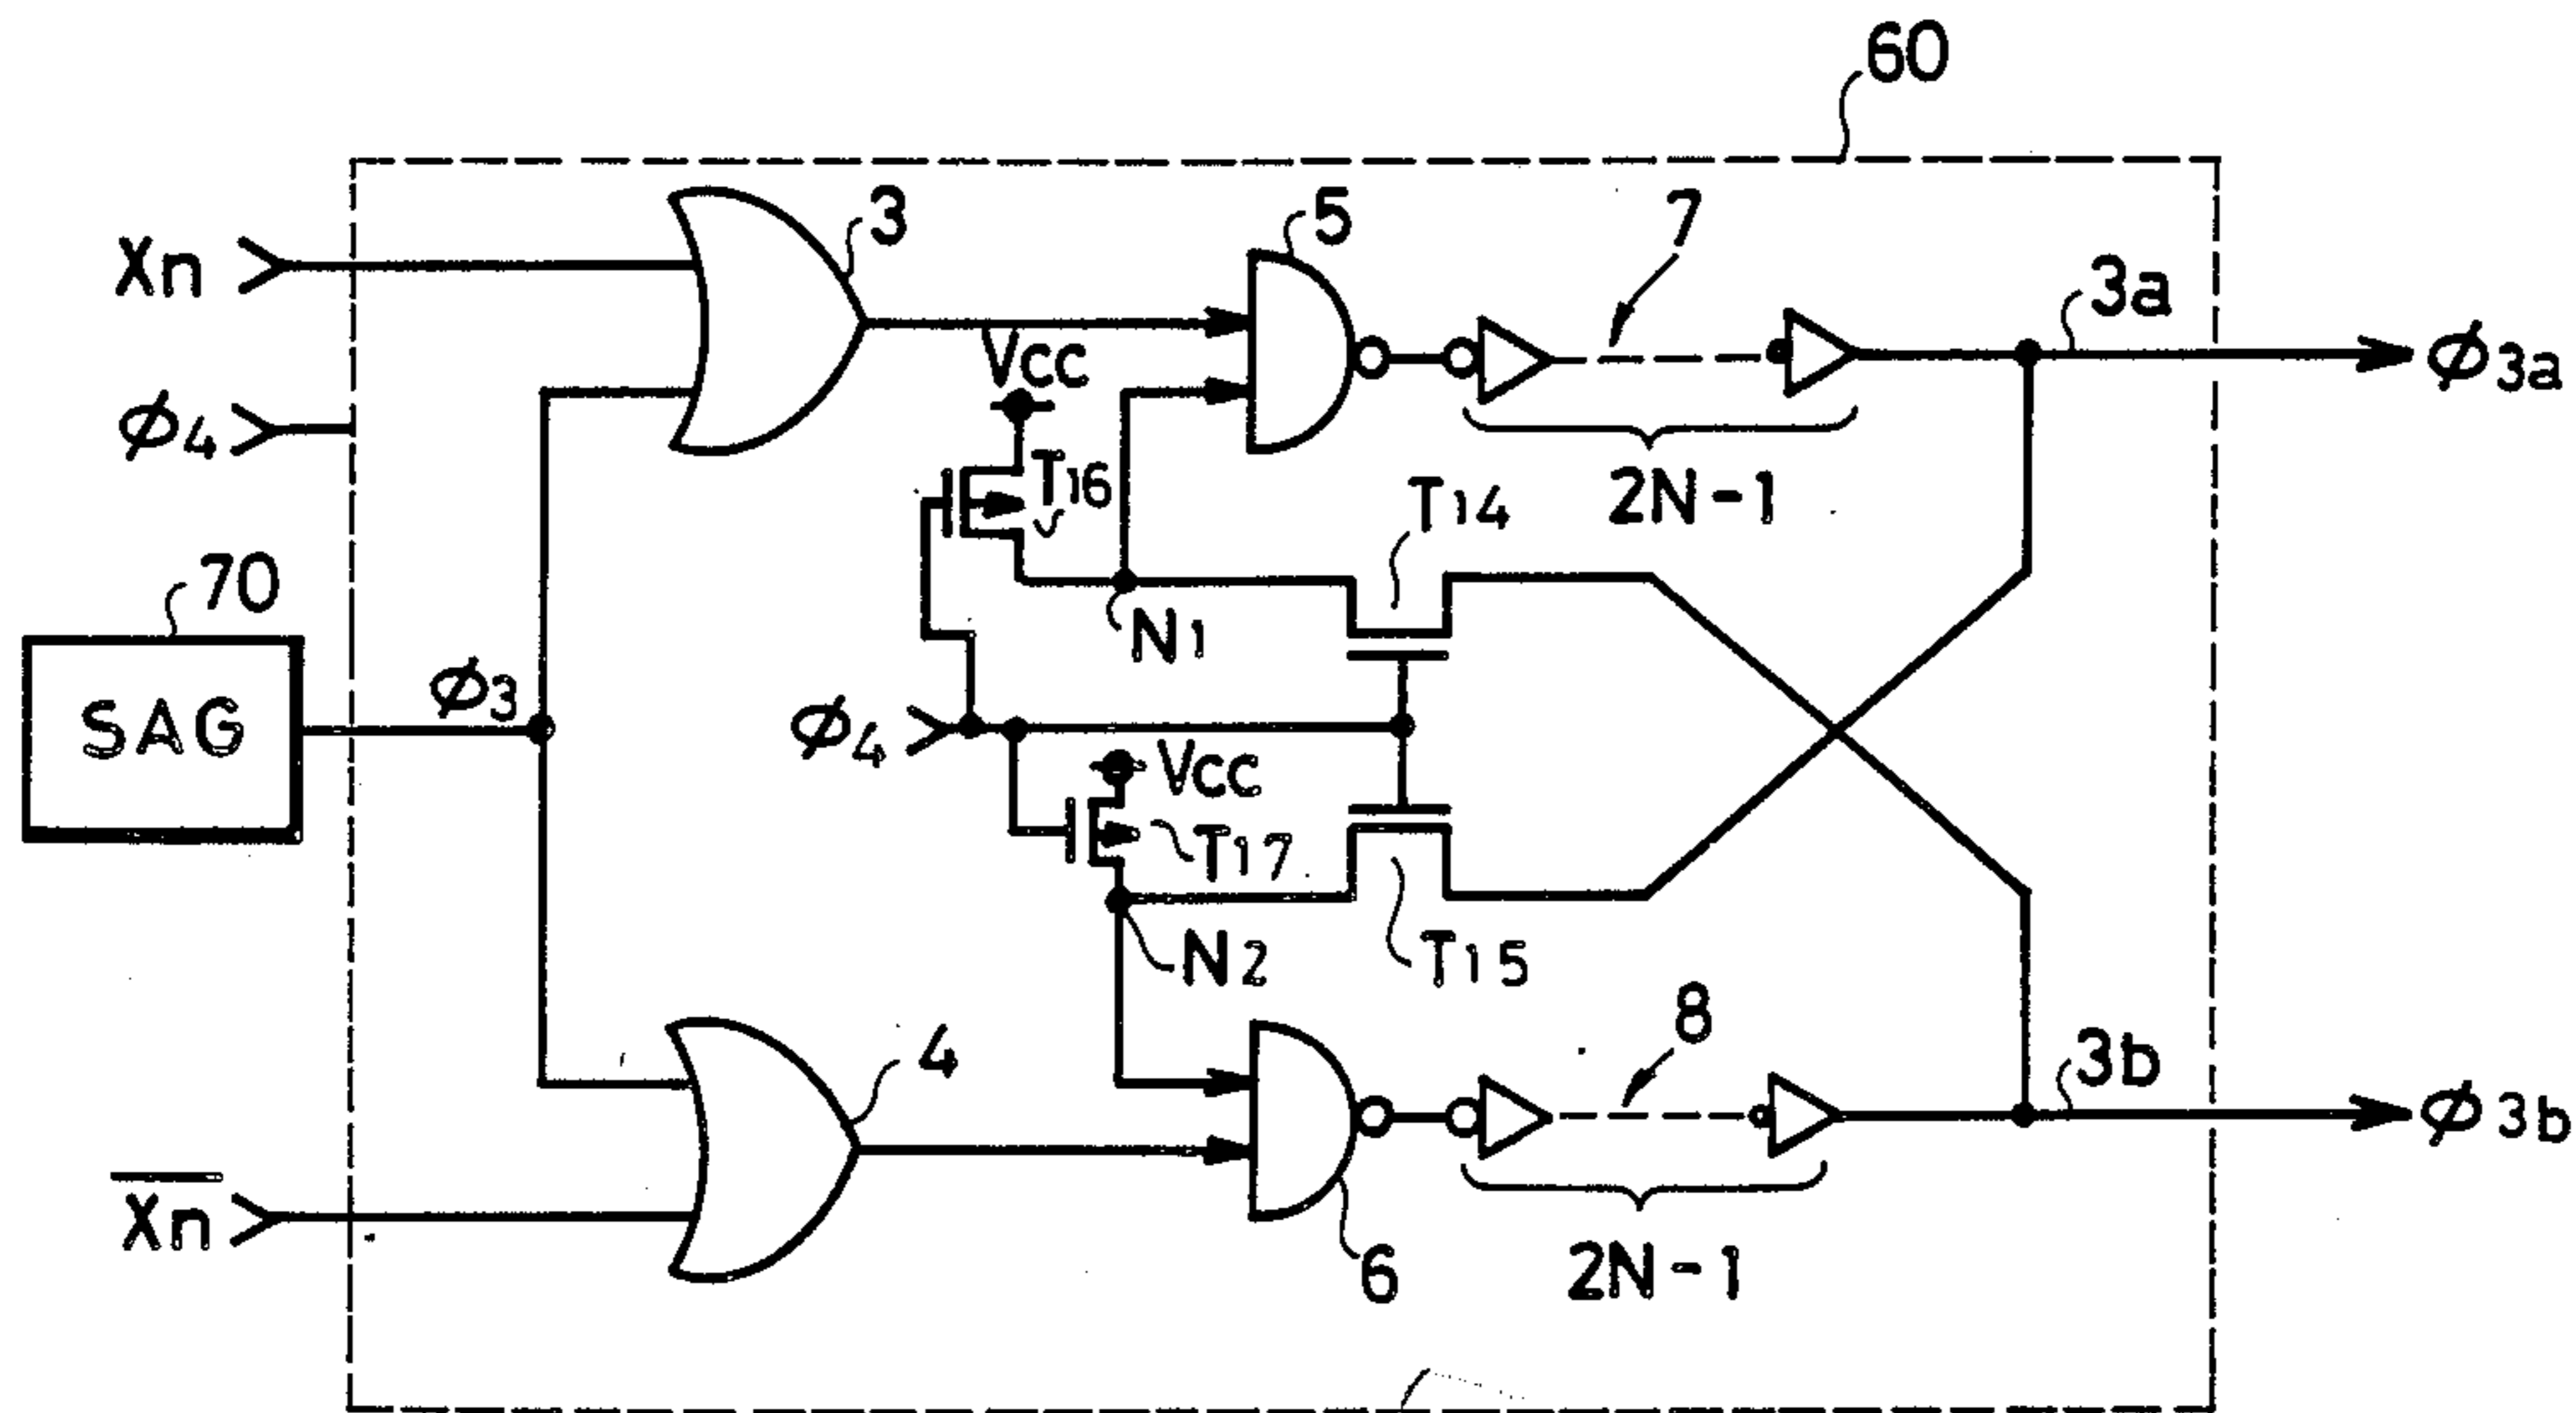 60
Xn
3
5
7
3a
ϕ3a
Vcc
ϕ4
T16
2N-1
T14
70
N1
SAG
ϕ3
ϕ4
Vcc
T17
N2
T15
8
4
3b
ϕ3b
X̅n̅
6
2N-1